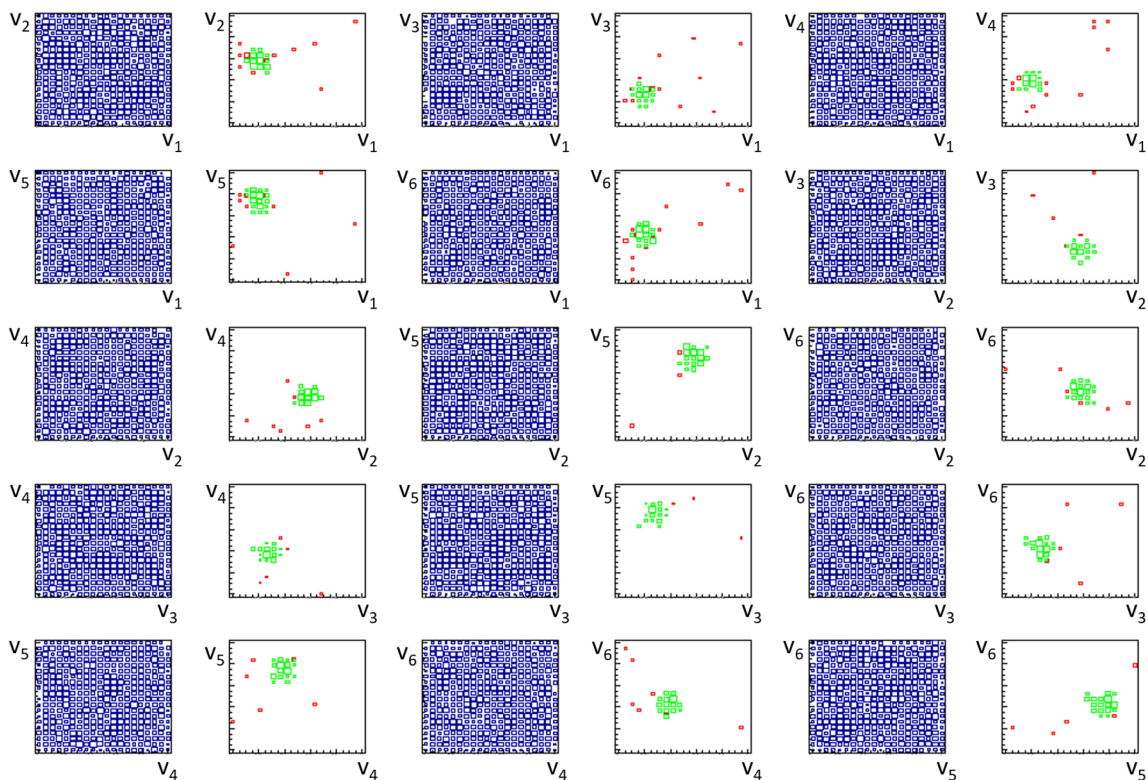 V2 V2 V3 V3 V4 V4
V1 V1 V1 V1 V1 V1
V5 V5 V6 V6 V3 V3
V1 V1 V1 V1 V2 V2
V4 V4 V5 V5 V6 V6
V2 V2 V2 V2 V2 V2
V4 V4 V5 V5 V6 V6
V3 V3 V3 V3 V3 V3
V5 V5 V6 V6 V6 V6
V4 V4 V4 V4 V5 V5